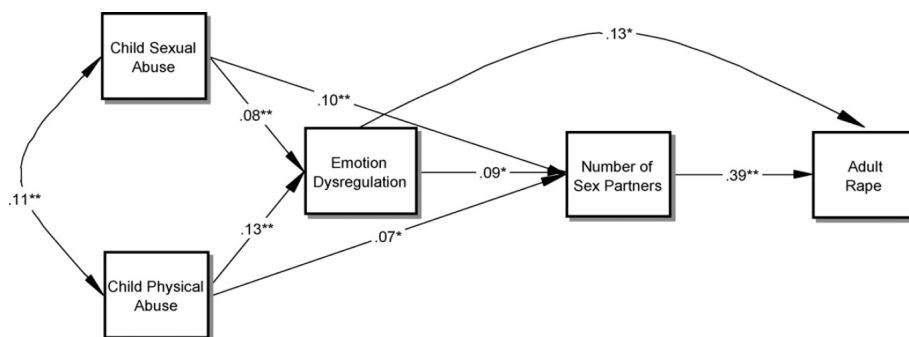 Child Sexual
Abuse
.13*
.10**
.08**
Emotion
Dysregulation
.09*
Number of
Sex Partners
.39**
Adult
Rape
.11**
.13**
.07*
Child Physical
Abuse